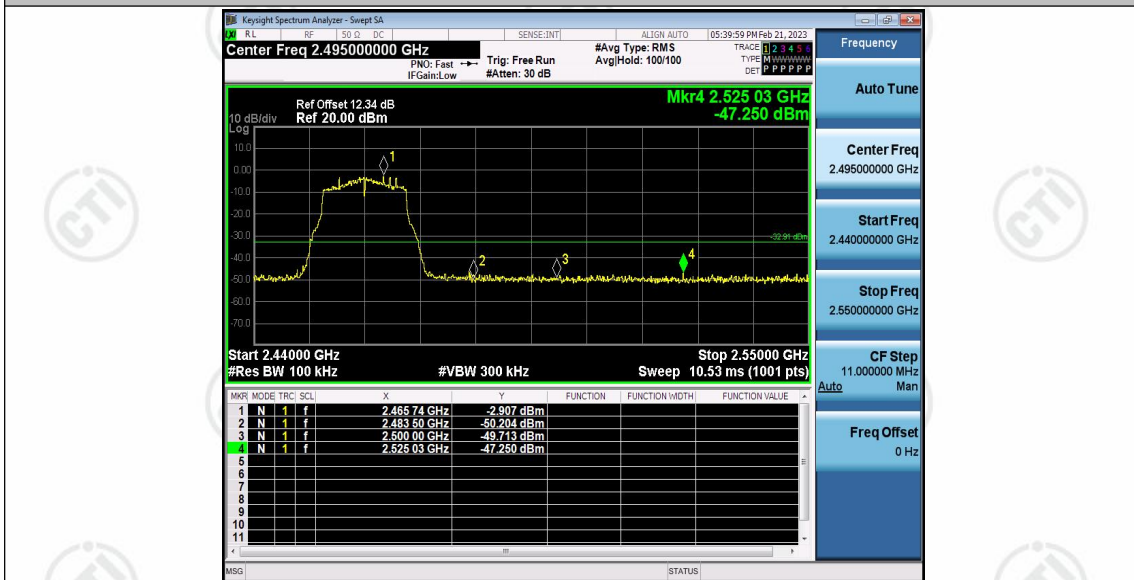 Keysight Spectrum Analyzer - Swept SA
LXI RL RF 50 Ω DC SENSE:INT ALIGN AUTO 05:39:59 PM Feb 21, 2023
Center Freq 2.495000000 GHz
PNO: Fast
IFGain:Low
Trig: Free Run
#Atten: 30 dB
#Avg Type: RMS
Avg|Hold: 100/100
TRACE 1 2 3 4 5 6
TYPE M W W W W W
DET P P P P P P
Frequency
Auto Tune
Center Freq
2.495000000 GHz
Start Freq
2.440000000 GHz
Stop Freq
2.550000000 GHz
CF Step
11.000000 MHz
Auto Man
Freq Offset
0 Hz
Mkr4 2.525 03 GHz
-47.250 dBm
Ref Offset 12.34 dB
10 dB/div Ref 20.00 dBm
Log
10.0
0.00
-10.0
-20.0
-30.0
-40.0
-50.0
-60.0
-70.0
1
2
3
4
-32.91 dBm
Start 2.44000 GHz Stop 2.55000 GHz
#Res BW 100 kHz #VBW 300 kHz Sweep 10.53 ms (1001 pts)
MKR MODE TRC SCL X Y FUNCTION FUNCTION WIDTH FUNCTION VALUE
1 N 1 f 2.465 74 GHz -2.907 dBm
2 N 1 f 2.483 50 GHz -50.204 dBm
3 N 1 f 2.500 00 GHz -49.713 dBm
4 N 1 f 2.525 03 GHz -47.250 dBm
5
6
7
8
9
10
11
MSG STATUS
CTI
CTI